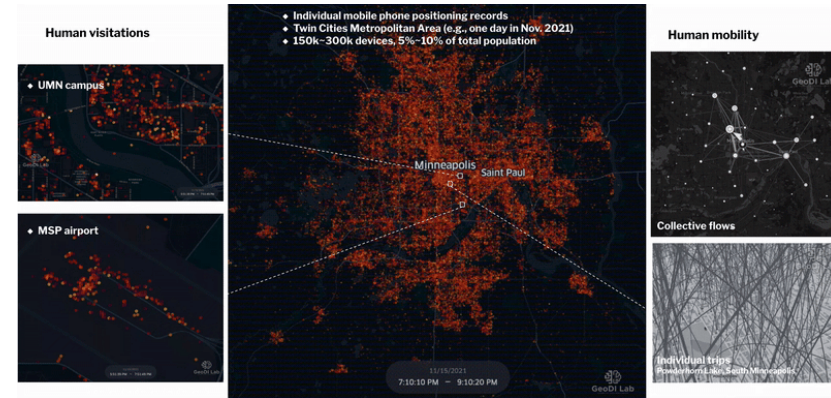 Human visitations
◆ UMN campus
GeoDI Lab
◆ MSP airport
GeoDI Lab
◆ Individual mobile phone positioning records
◆ Twin Cities Metropolitan Area (e.g., one day in Nov. 2021)
◆ 150k~300k devices, 5%~10% of total population
Minneapolis
Saint Paul
11/15/2021
7:10:10 PM – 9:10:20 PM
GeoDI Lab
Human mobility
GeoDI Lab
Collective flows
Individual trips
Powderhorn Lake, South Minneapolis